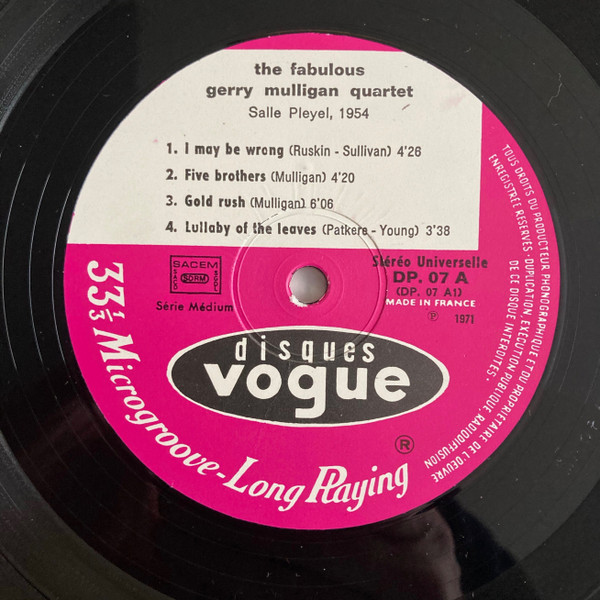 the fabulous
gerry mulligan quartet
Salle Pleyel, 1954
1. I may be wrong (Ruskin - Sullivan) 4'26
2. Five brothers (Mulligan) 4'20
3. Gold rush (Mulligan) 6'06
4. Lullaby of the leaves (Patkere - Young) 3'38
SACEM
SDRM
Série Médium
Stéréo Universelle
DP. 07 A
(DP. 07 A1)
MADE IN FRANCE
℗ 1971
disques
vogue
®
33 1/3 Microgroove - Long Playing
TOUS DROITS DU PRODUCTEUR PHONOGRAPHIQUE ET DU PROPRIETAIRE DE L'OEUVRE
ENREGISTREE RESERVES - DUPLICATION, EXECUTION PUBLIQUE, RADIODIFFUSION
DE CE DISQUE INTERDITES.